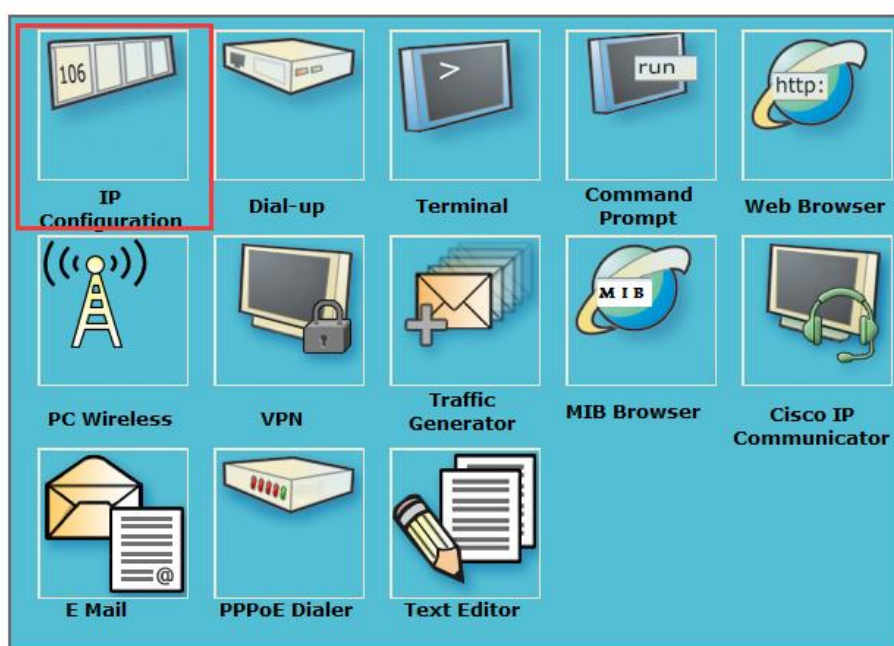 106
>
run
http:
IP
Configuration
Dial-up
Terminal
Command
Prompt
Web Browser
MIB
PC Wireless
VPN
Traffic
Generator
MIB Browser
Cisco IP
Communicator
@
E Mail
PPPoE Dialer
Text Editor